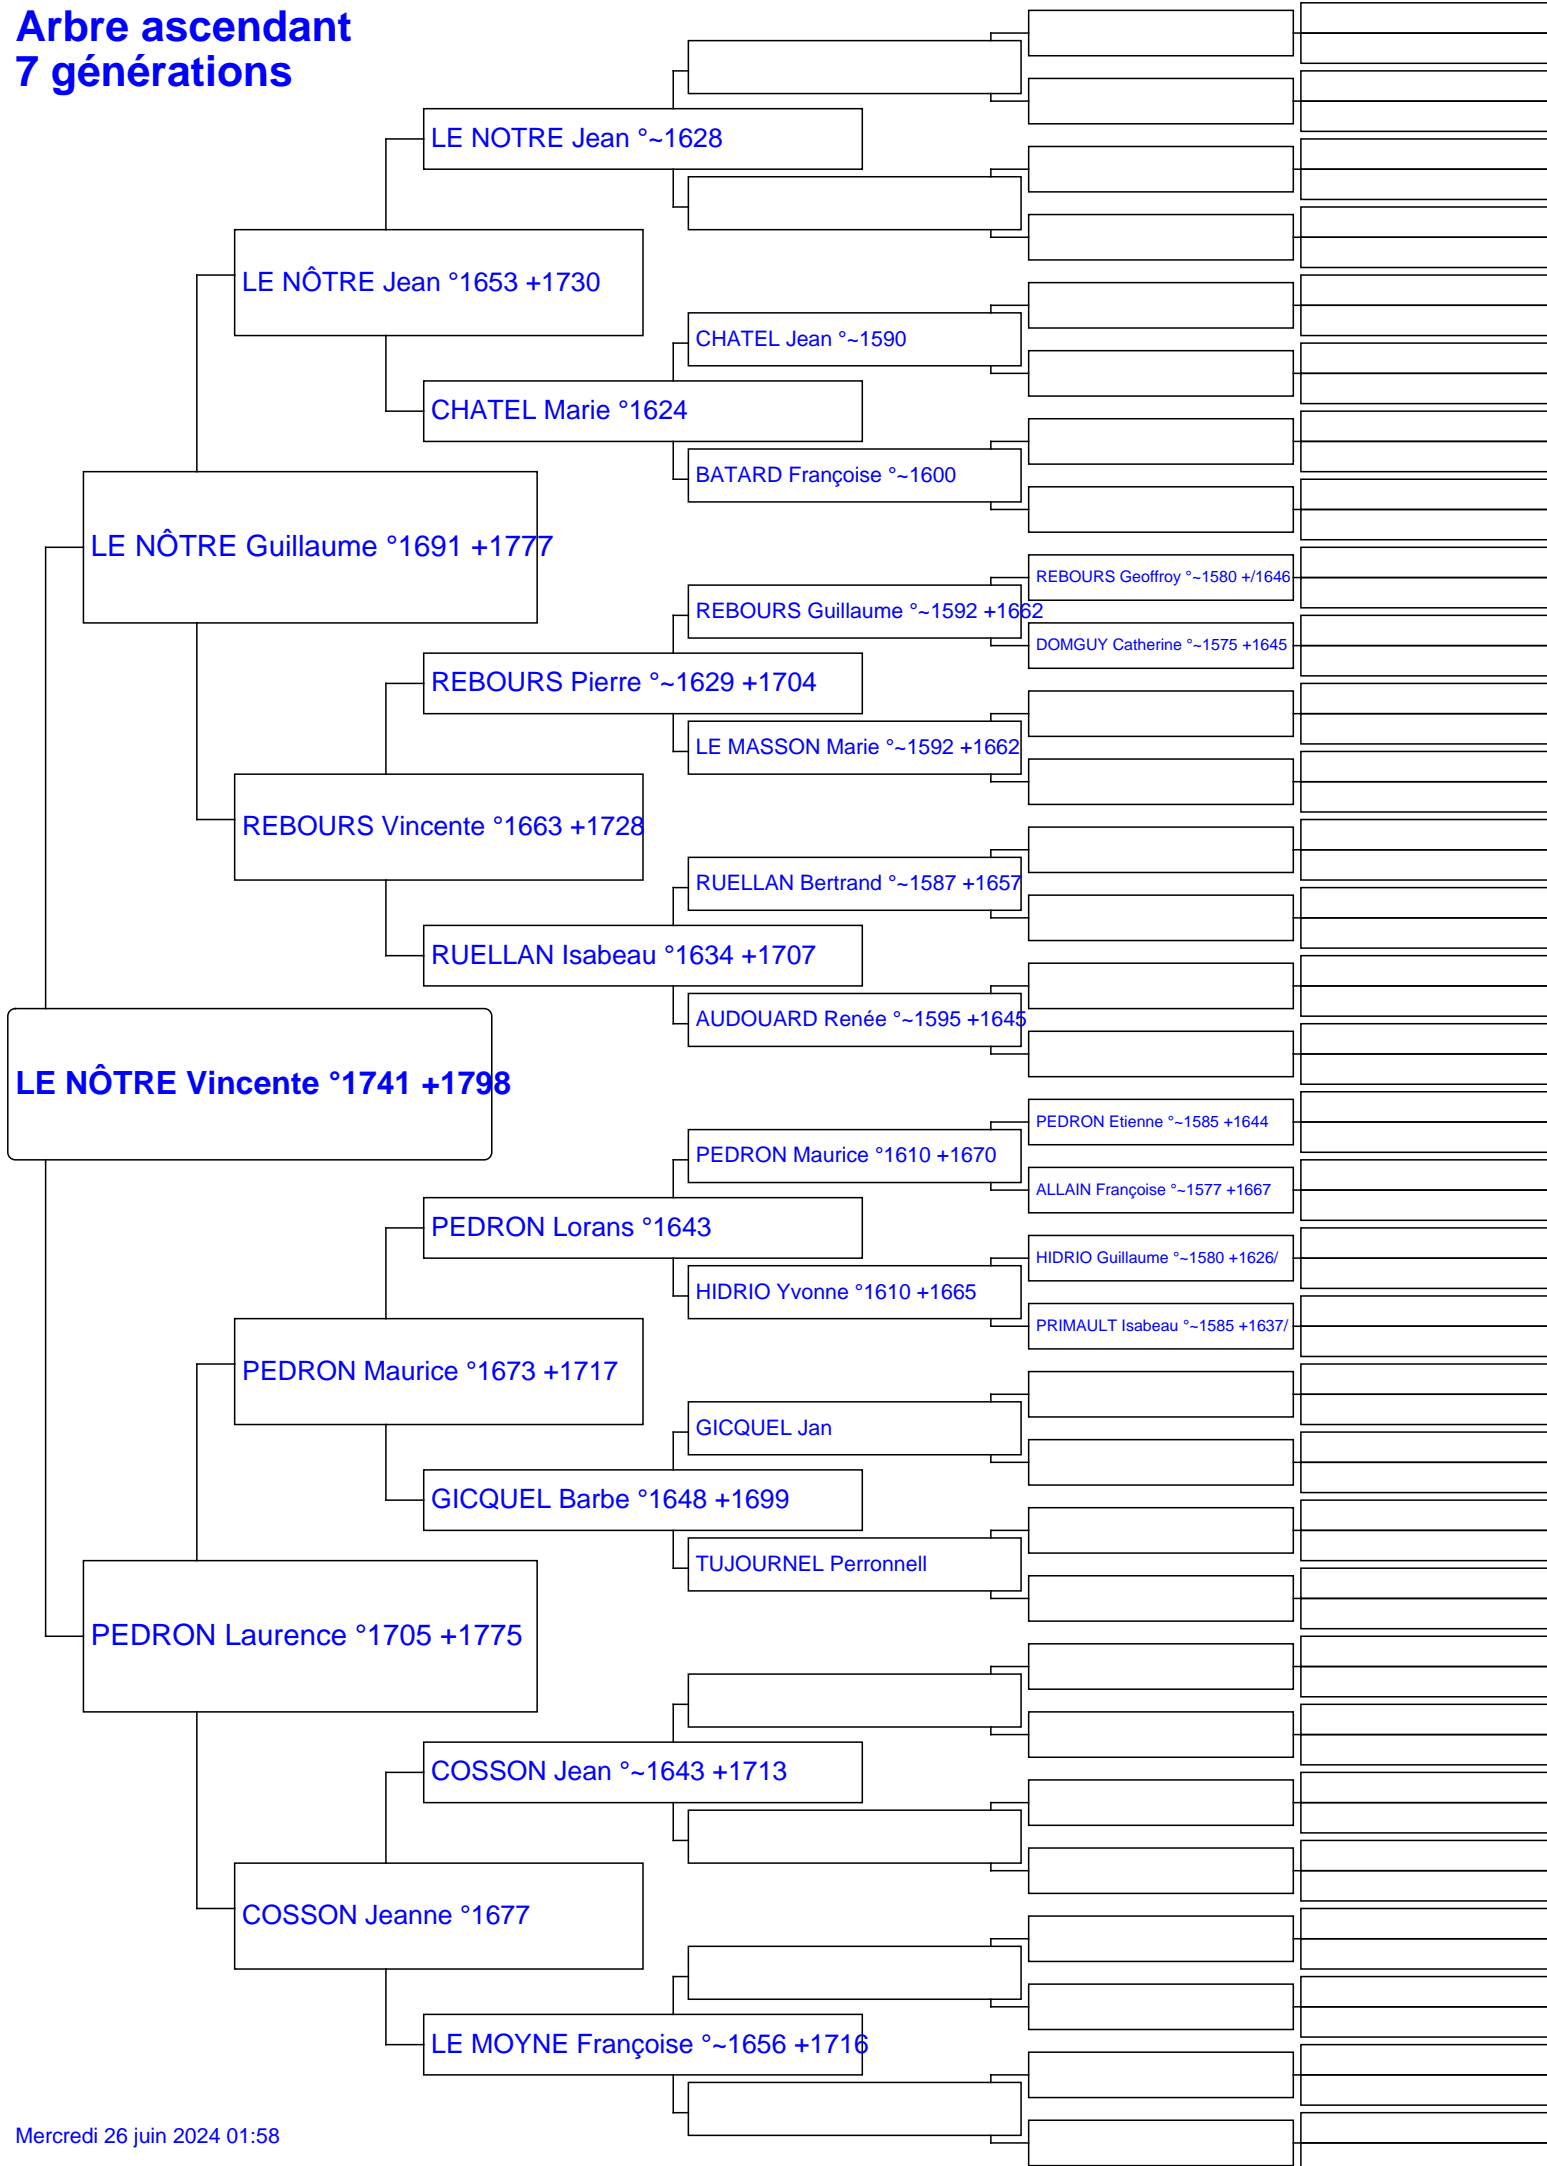 Arbre ascendant
7 générations
LE NOTRE Jean °~1628
LE NÔTRE Jean °1653 +1730
CHATEL Jean °~1590
CHATEL Marie °1624
BATARD Françoise °~1600
LE NÔTRE Guillaume °1691 +1777
REBOURS Geoffroy °~1580 +/1646
REBOURS Guillaume °~1592 +1662
DOMGUY Catherine °~1575 +1645
REBOURS Pierre °~1629 +1704
LE MASSON Marie °~1592 +1662
REBOURS Vincente °1663 +1728
RUELLAN Bertrand °~1587 +1657
RUELLAN Isabeau °1634 +1707
AUDOUARD Renée °~1595 +1645
LE NÔTRE Vincente °1741 +1798
PEDRON Etienne °~1585 +1644
PEDRON Maurice °1610 +1670
ALLAIN Françoise °~1577 +1667
PEDRON Lorans °1643
HIDRIO Guillaume °~1580 +1626/
HIDRIO Yvonne °1610 +1665
PRIMAULT Isabeau °~1585 +1637/
PEDRON Maurice °1673 +1717
GICQUEL Jan
GICQUEL Barbe °1648 +1699
TUJOURNEL Perronnell
PEDRON Laurence °1705 +1775
COSSON Jean °~1643 +1713
COSSON Jeanne °1677
LE MOYNE Françoise °~1656 +1716
Mercredi 26 juin 2024 01:58